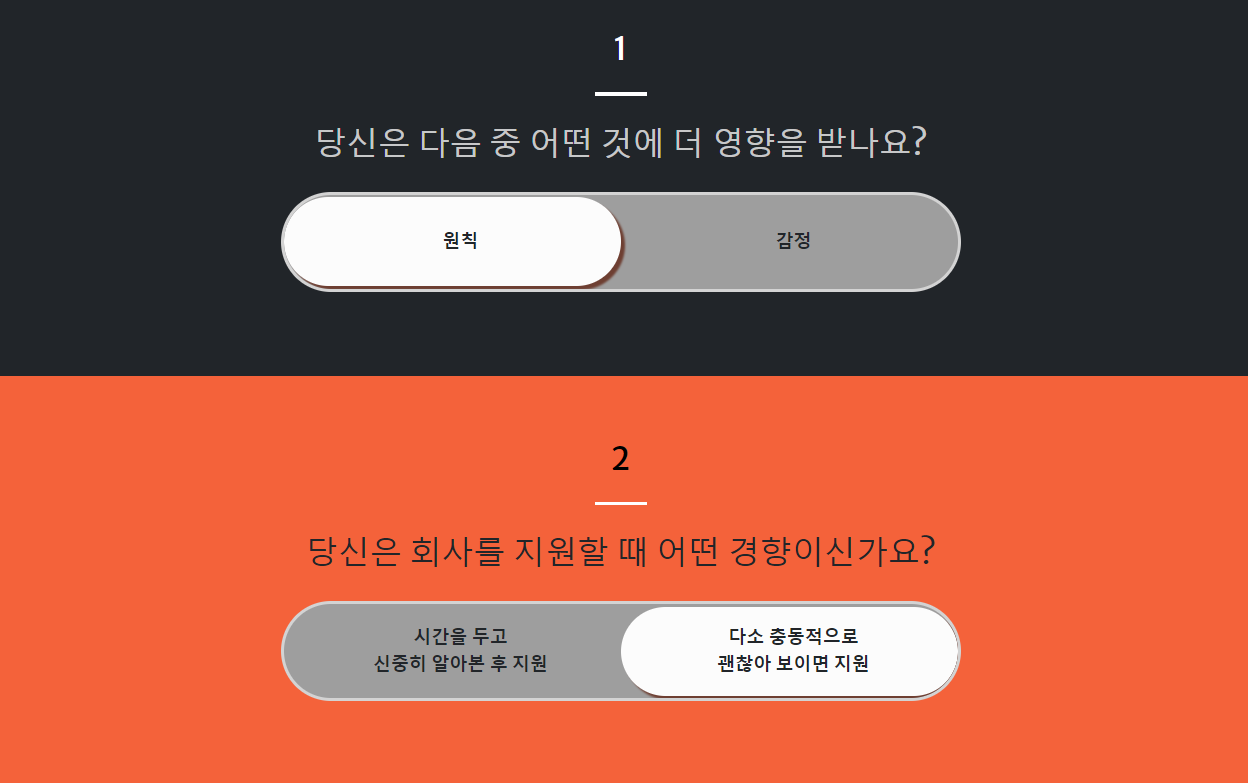 1
당신은 다음 중 어떤 것에 더 영향을 받나요?
원칙
감정
2
당신은 회사를 지원할 때 어떤 경향이신가요?
시간을 두고
신중히 알아본 후 지원
다소 충동적으로
괜찮아 보이면 지원